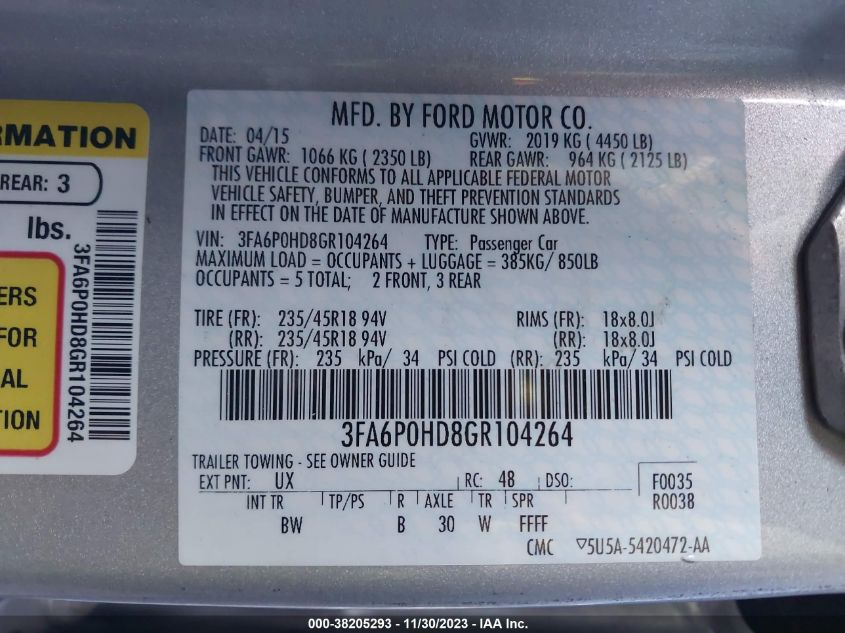 RMATION
REAR: 3
lbs.
ERS
FOR
AL
TION
3FA6P0HD8GR104264
MFD. BY FORD MOTOR CO.
DATE: 04/15 GVWR: 2019 KG ( 4450 LB)
FRONT GAWR: 1066 KG ( 2350 LB) REAR GAWR: 964 KG ( 2125 LB)
THIS VEHICLE CONFORMS TO ALL APPLICABLE FEDERAL MOTOR
VEHICLE SAFETY, BUMPER, AND THEFT PREVENTION STANDARDS
IN EFFECT ON THE DATE OF MANUFACTURE SHOWN ABOVE.
VIN: 3FA6P0HD8GR104264 TYPE: Passenger Car
MAXIMUM LOAD = OCCUPANTS + LUGGAGE = 385KG/ 850LB
OCCUPANTS = 5 TOTAL; 2 FRONT, 3 REAR
TIRE (FR): 235/45R18 94V RIMS (FR): 18x8.0J
(RR): 235/45R18 94V (RR): 18x8.0J
PRESSURE (FR): 235 kPa/ 34 PSI COLD (RR): 235 kPa/ 34 PSI COLD
3FA6P0HD8GR104264
TRAILER TOWING - SEE OWNER GUIDE
EXT PNT: UX RC: 48 DSO: F0035
INT TR TP/PS R AXLE TR SPR R0038
BW B 30 W FFFF
CMC ▽5U5A-5420472-AA
000-38205293 - 11/30/2023 - IAA Inc.